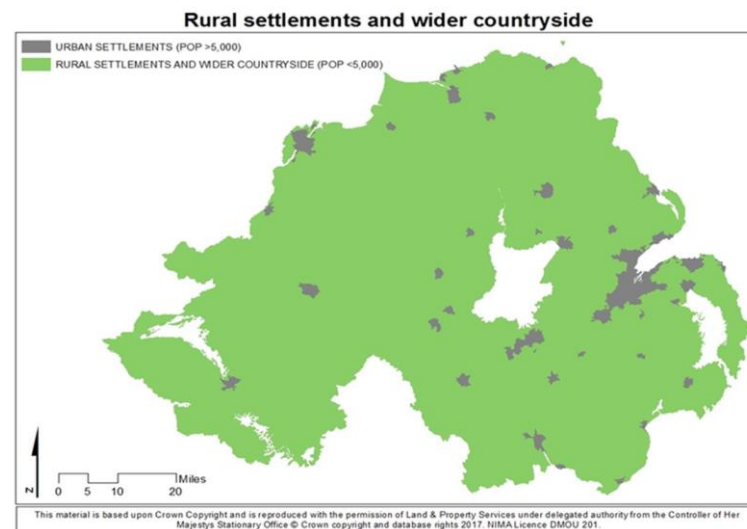 Rural settlements and wider countryside
URBAN SETTLEMENTS (POP >5,000)
RURAL SETTLEMENTS AND WIDER COUNTRYSIDE (POP <5,000)
N
Miles
0 5 10 20
This material is based upon Crown Copyright and is reproduced with the permission of Land & Property Services under delegated authority from the Controller of Her
Majestys Stationary Office © Crown copyright and database rights 2017. NIMA Licence DMOU 201.